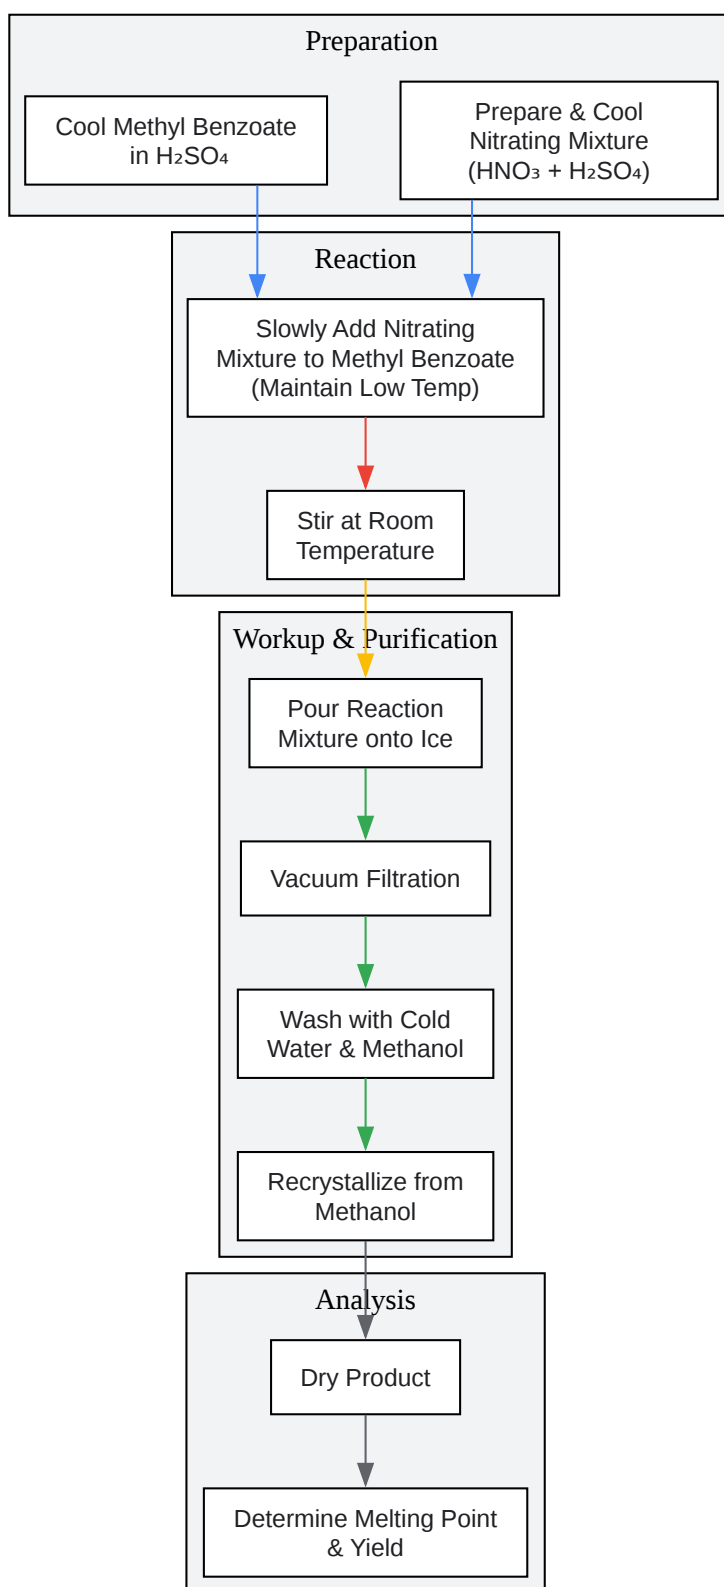 Preparation
Cool Methyl Benzoate
in H₂SO₄
Prepare & Cool
Nitrating Mixture
(HNO₃ + H₂SO₄)
Reaction
Slowly Add Nitrating
Mixture to Methyl Benzoate
(Maintain Low Temp)
Stir at Room
Temperature
Workup & Purification
Pour Reaction
Mixture onto Ice
Vacuum Filtration
Wash with Cold
Water & Methanol
Recrystallize from
Methanol
Analysis
Dry Product
Determine Melting Point
& Yield